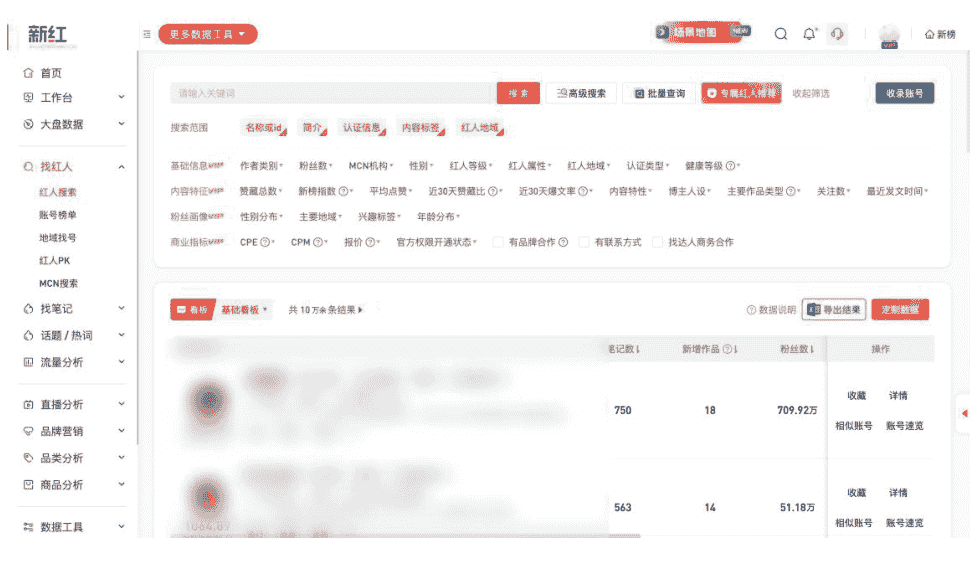 新红
更多数据工具
场景地图
NEW
新榜
首页
工作台
大盘数据
找红人
红人搜索
账号榜单
地域找号
红人PK
MCN搜索
找笔记
话题 / 热词
流量分析
直播分析
品牌营销
品类分析
商品分析
数据工具
请输入关键词
搜索
高级搜索
批量查询
专属红人推荐
收起筛选
收录账号
搜索范围 名称或id 简介 认证信息 内容标签 红人地域
基础信息 作者类别 粉丝数 MCN机构 性别 红人等级 红人属性 红人地域 认证类型 健康等级
内容特征 赞藏总数 新榜指数 平均点赞 近30天赞藏比 近30天爆文率 内容特性 博主人设 主要作品类型 关注数 最近发文时间
粉丝画像 性别分布 主要地域 兴趣标签 年龄分布
商业指标 CPE CPM 报价 官方权限开通状态 有品牌合作 有联系方式 找达人商务合作
看板 基础看板 共 10万余 条结果
数据说明 导出结果 定制数据
笔记数 新增作品 粉丝数 操作
750 18 709.92万
收藏 详情
相似账号 账号速览
563 14 51.18万
收藏 详情
相似账号 账号速览